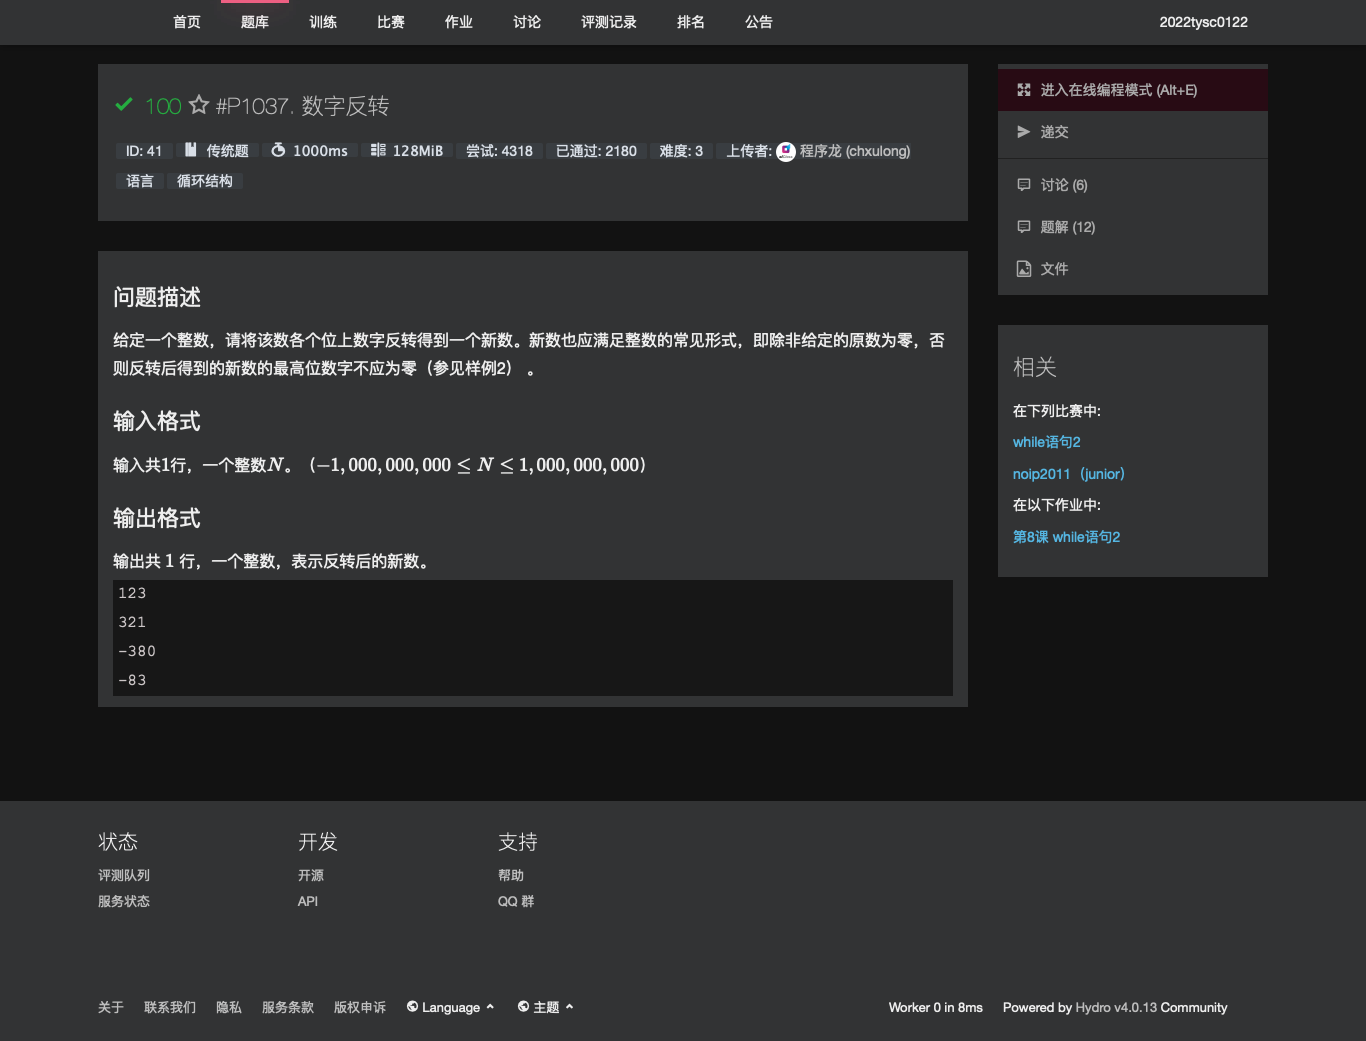 首页 题库 训练 比赛 作业 讨论 评测记录 排名 公告 2022tysc0122
100 #P1037. 数字反转
ID: 41 传统题 1000ms 128MiB 尝试: 4318 已通过: 2180 难度: 3 上传者: 程序龙 (chxulong)
语言 循环结构
问题描述
给定一个整数，请将该数各个位上数字反转得到一个新数。新数也应满足整数的常见形式，即除非给定的原数为零，否
则反转后得到的新数的最高位数字不应为零（参见样例2） 。
输入格式
输入共1行，一个整数N。（−1,000,000,000 ≤ N ≤ 1,000,000,000）
输出格式
输出共 1 行，一个整数，表示反转后的新数。
123
321
-380
-83
进入在线编程模式 (Alt+E)
递交
讨论 (6)
题解 (12)
文件
相关
在下列比赛中:
while语句2
noip2011（junior）
在以下作业中:
第8课 while语句2
状态 开发 支持
评测队列 开源 帮助
服务状态 API QQ 群
关于 联系我们 隐私 服务条款 版权申诉 Language 主题 Worker 0 in 8ms Powered by Hydro v4.0.13 Community